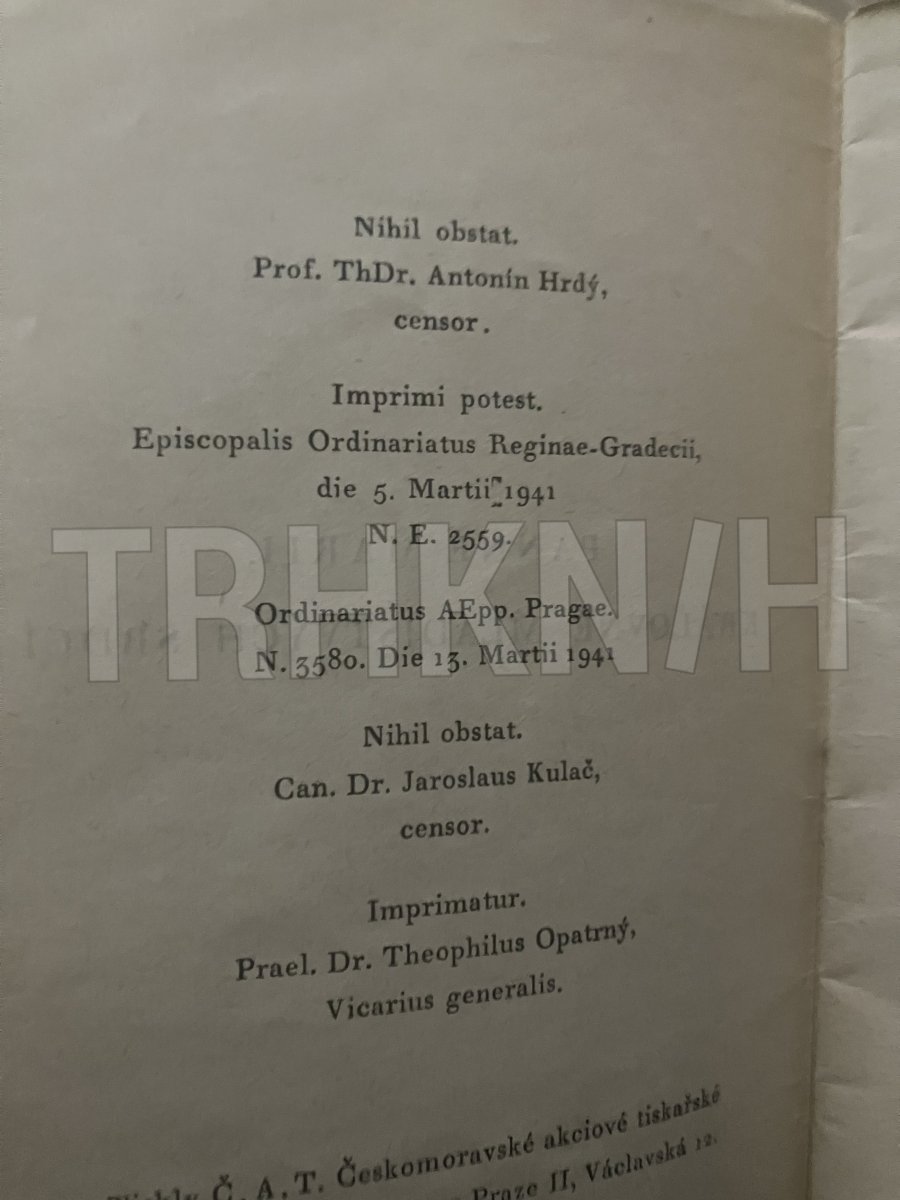 Nihil obstat.
Prof. ThDr. Antonín Hrdý,
censor.
Imprimi potest.
Episcopalis Ordinariatus Reginae-Gradecii,
die 5. Martii 1941
N. E. 2559.
TRHKN/H
Ordinariatus AEpp. Pragae.
N. 3580. Die 13. Martii 1941
Nihil obstat.
Can. Dr. Jaroslaus Kulač,
censor.
Imprimatur.
Prael. Dr. Theophilus Opatrný,
Vicarius generalis.
Č. A. T. Českomoravské akciové tiskařské
Praze II, Václavská 12.